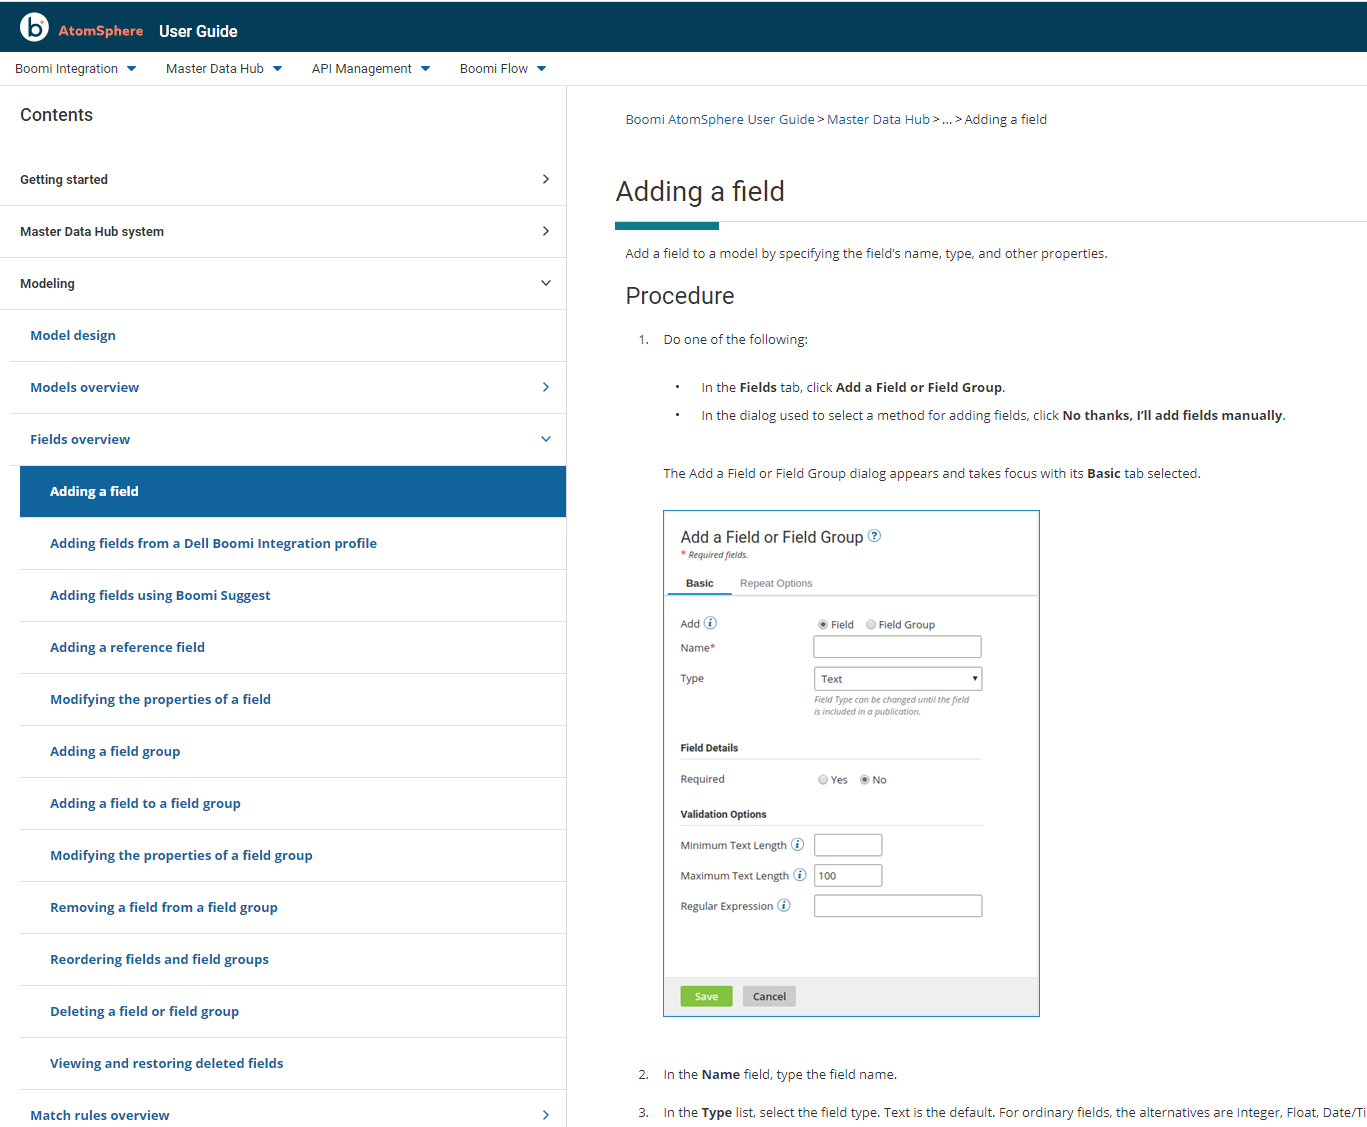 b AtomSphere User Guide
Boomi Integration Master Data Hub API Management Boomi Flow
Contents
Getting started
Master Data Hub system
Modeling
Model design
Models overview
Fields overview
Adding a field
Adding fields from a Dell Boomi Integration profile
Adding fields using Boomi Suggest
Adding a reference field
Modifying the properties of a field
Adding a field group
Adding a field to a field group
Modifying the properties of a field group
Removing a field from a field group
Reordering fields and field groups
Deleting a field or field group
Viewing and restoring deleted fields
Match rules overview
Boomi AtomSphere User Guide > Master Data Hub > ... > Adding a field
Adding a field
Add a field to a model by specifying the field's name, type, and other properties.
Procedure
1. Do one of the following:
• In the Fields tab, click Add a Field or Field Group.
• In the dialog used to select a method for adding fields, click No thanks, I'll add fields manually.
The Add a Field or Field Group dialog appears and takes focus with its Basic tab selected.
Add a Field or Field Group ?
* Required fields.
Basic Repeat Options
Add i Field Field Group
Name*
Type Text
Field Type can be changed until the field
is included in a publication.
Field Details
Required Yes No
Validation Options
Minimum Text Length i
Maximum Text Length i 100
Regular Expression i
Save Cancel
2. In the Name field, type the field name.
3. In the Type list, select the field type. Text is the default. For ordinary fields, the alternatives are Integer, Float, Date/Ti